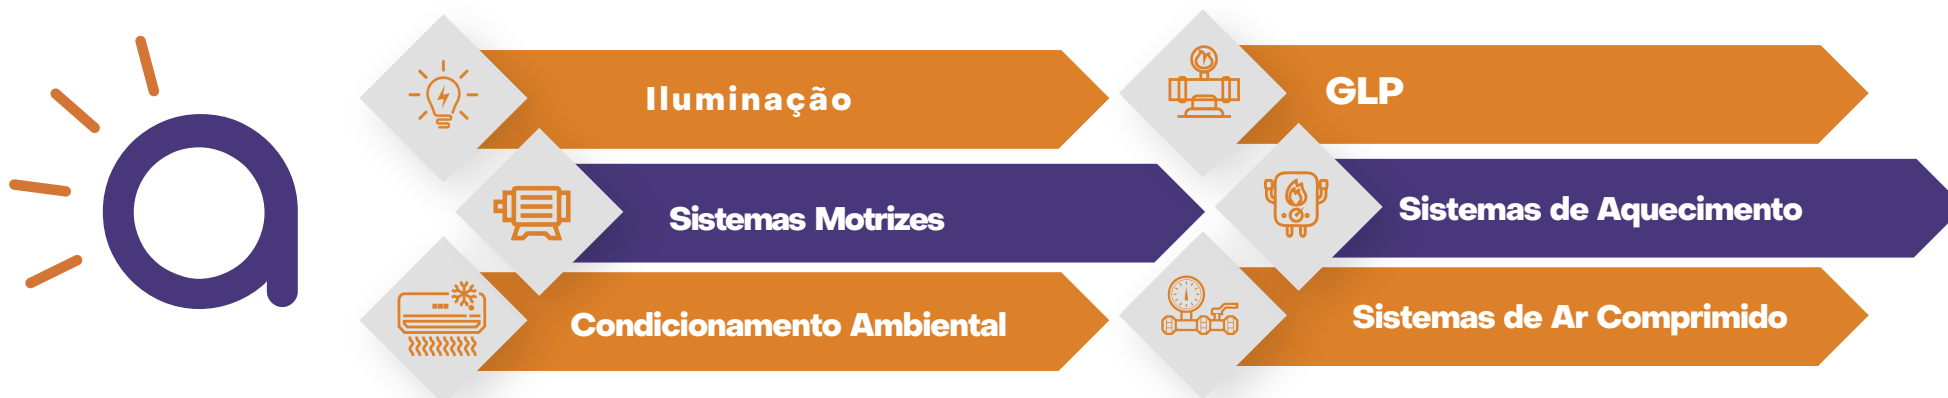 Iluminação
Sistemas Motrizes
Condicionamento Ambiental
GLP
Sistemas de Aquecimento
Sistemas de Ar Comprimido